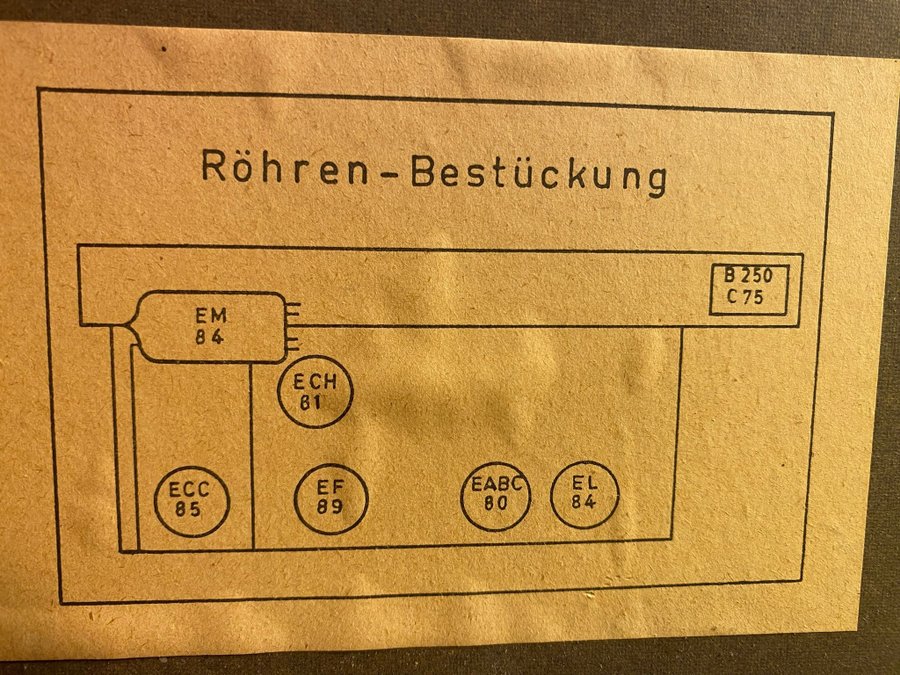 Röhren-Bestückung
B 250
C 75
EM
84
ECH
81
ECC
85
EF
89
EABC
80
EL
84